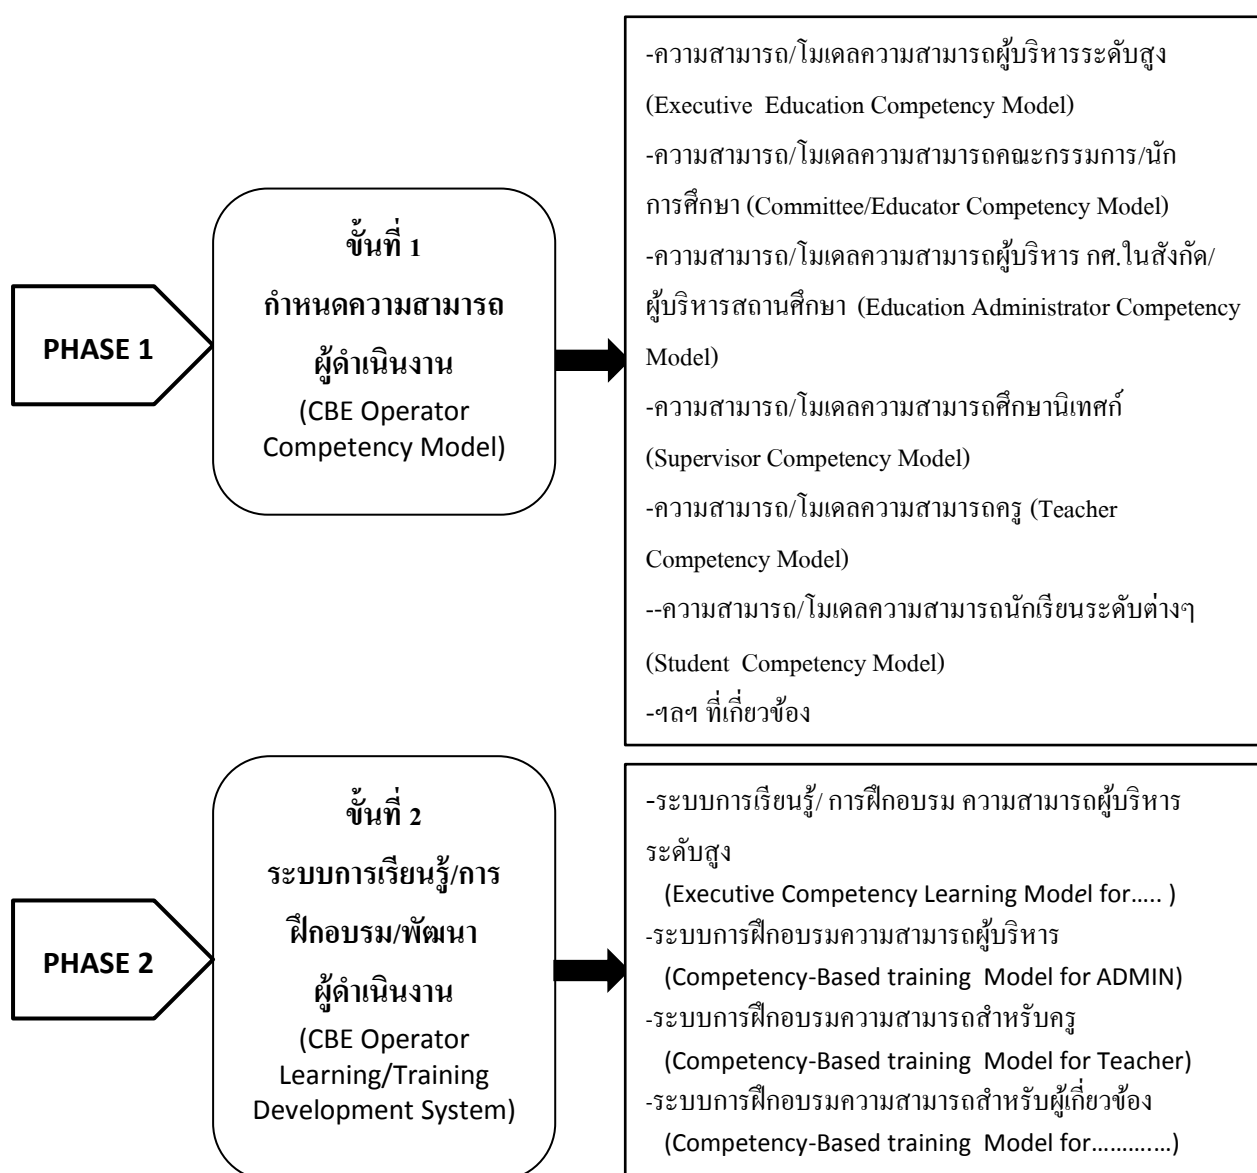 PHASE 1
ขั้นที่ 1
กำหนดความสามารถ
ผู้ดำเนินงาน
(CBE Operator
Competency Model)
-ความสามารถ/โมเดลความสามารถผู้บริหารระดับสูง
(Executive Education Competency Model)
-ความสามารถ/โมเดลความสามารถคณะกรรมการ/นัก
การศึกษา (Committee/Educator Competency Model)
-ความสามารถ/โมเดลความสามารถผู้บริหาร กศ.ในสังกัด/
ผู้บริหารสถานศึกษา (Education Administrator Competency
Model)
-ความสามารถ/โมเดลความสามารถศึกษานิเทศก์
(Supervisor Competency Model)
-ความสามารถ/โมเดลความสามารถครู (Teacher
Competency Model)
--ความสามารถ/โมเดลความสามารถนักเรียนระดับต่างๆ
(Student Competency Model)
-ฯลฯ ที่เกี่ยวข้อง
PHASE 2
ขั้นที่ 2
ระบบการเรียนรู้/การ
ฝึกอบรม/พัฒนา
ผู้ดำเนินงาน
(CBE Operator
Learning/Training
Development System)
-ระบบการเรียนรู้/ การฝึกอบรม ความสามารถผู้บริหาร
ระดับสูง
(Executive Competency Learning Model for….. )
-ระบบการฝึกอบรมความสามารถผู้บริหาร
(Competency-Based training Model for ADMIN)
-ระบบการฝึกอบรมความสามารถสำหรับครู
(Competency-Based training Model for Teacher)
-ระบบการฝึกอบรมความสามารถสำหรับผู้เกี่ยวข้อง
(Competency-Based training Model for………..…)